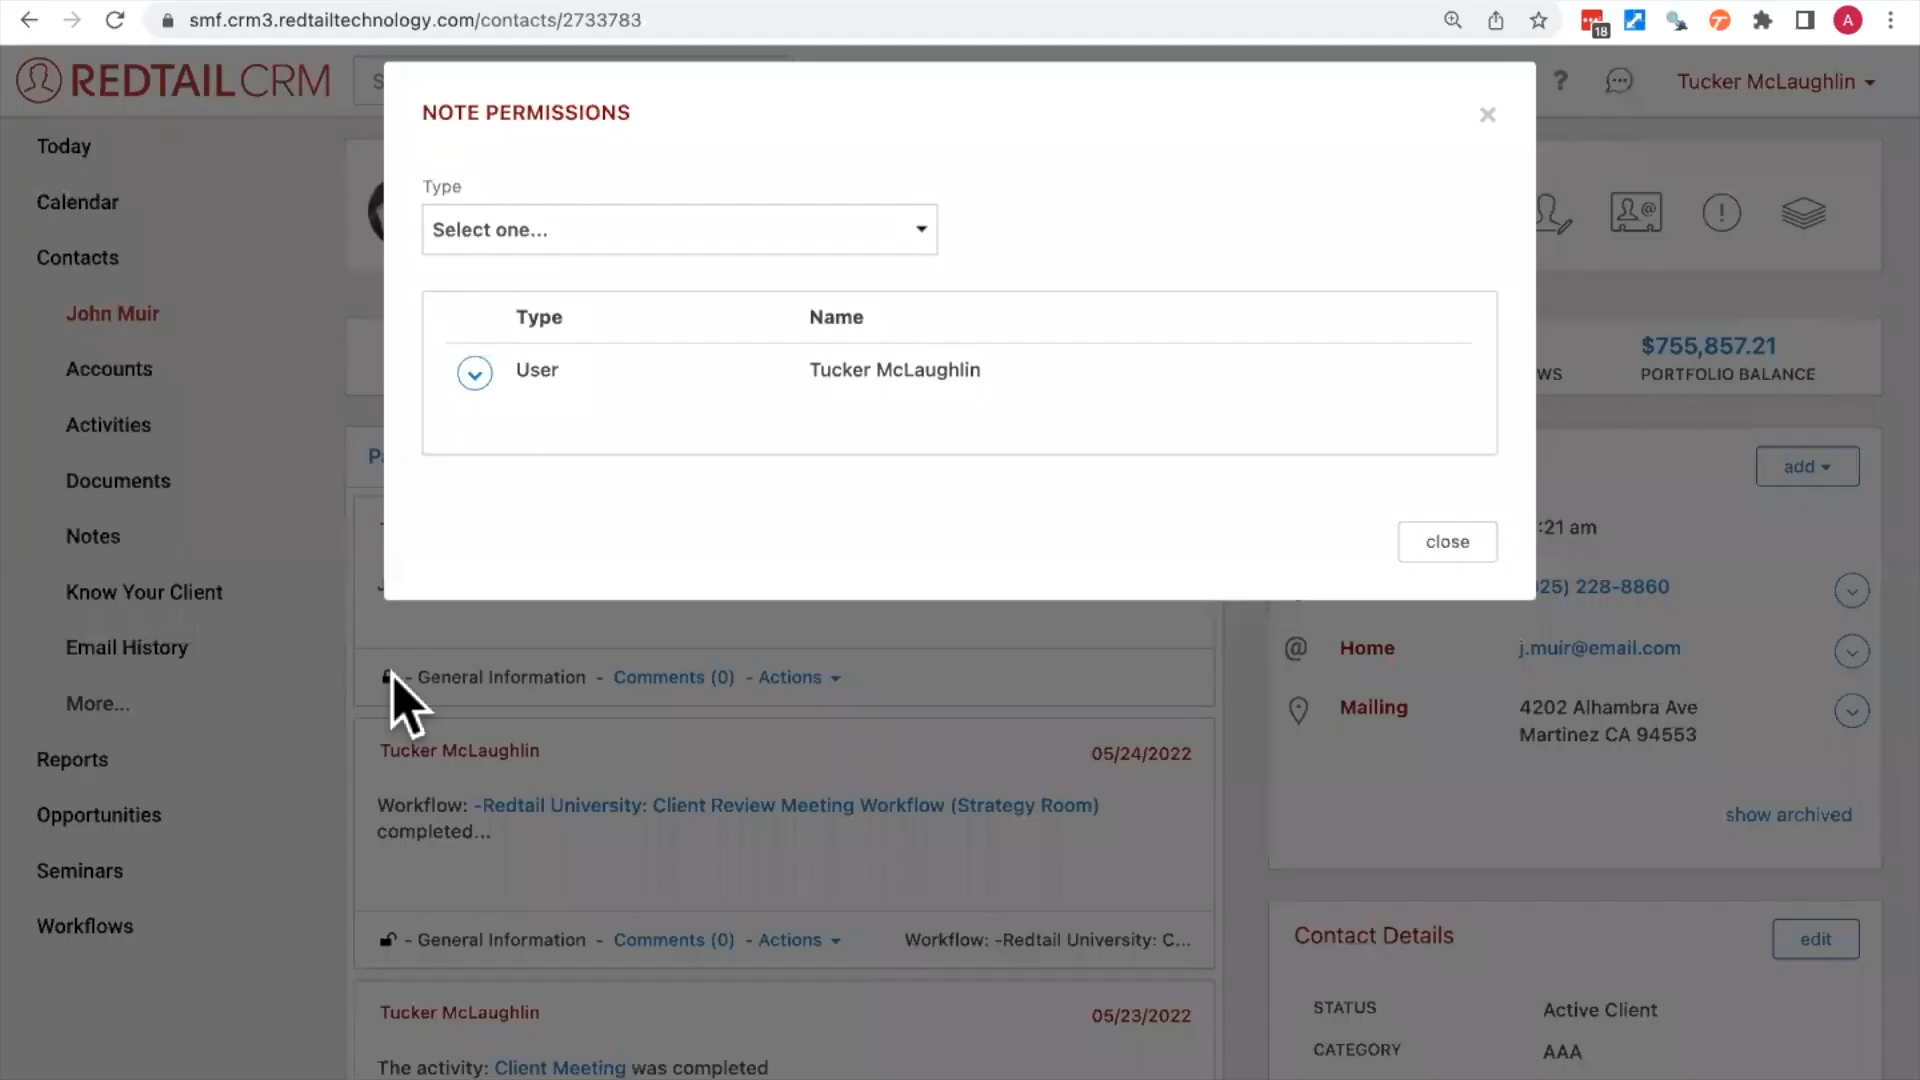 smf.crm3.redtailtechnology.com/contacts/2733783
18
A
REDTAILCRM
S
?
Tucker McLaughlin
NOTE PERMISSIONS
×
Type
Select one...
Type Name
User Tucker McLaughlin
close
Today
Calendar
Contacts
John Muir
Accounts
Activities
Documents
Notes
Know Your Client
Email History
More...
Reports
Opportunities
Seminars
Workflows
- General Information - Comments (0) - Actions
Tucker McLaughlin 05/24/2022
Workflow: -Redtail University: Client Review Meeting Workflow (Strategy Room)
completed...
- General Information - Comments (0) - Actions Workflow: -Redtail University: C...
Tucker McLaughlin 05/23/2022
The activity: Client Meeting was completed
$755,857.21
WS PORTFOLIO BALANCE
add
:21 am
25) 228-8860
@ Home j.muir@email.com
Mailing 4202 Alhambra Ave
Martinez CA 94553
show archived
Contact Details edit
STATUS Active Client
CATEGORY AAA